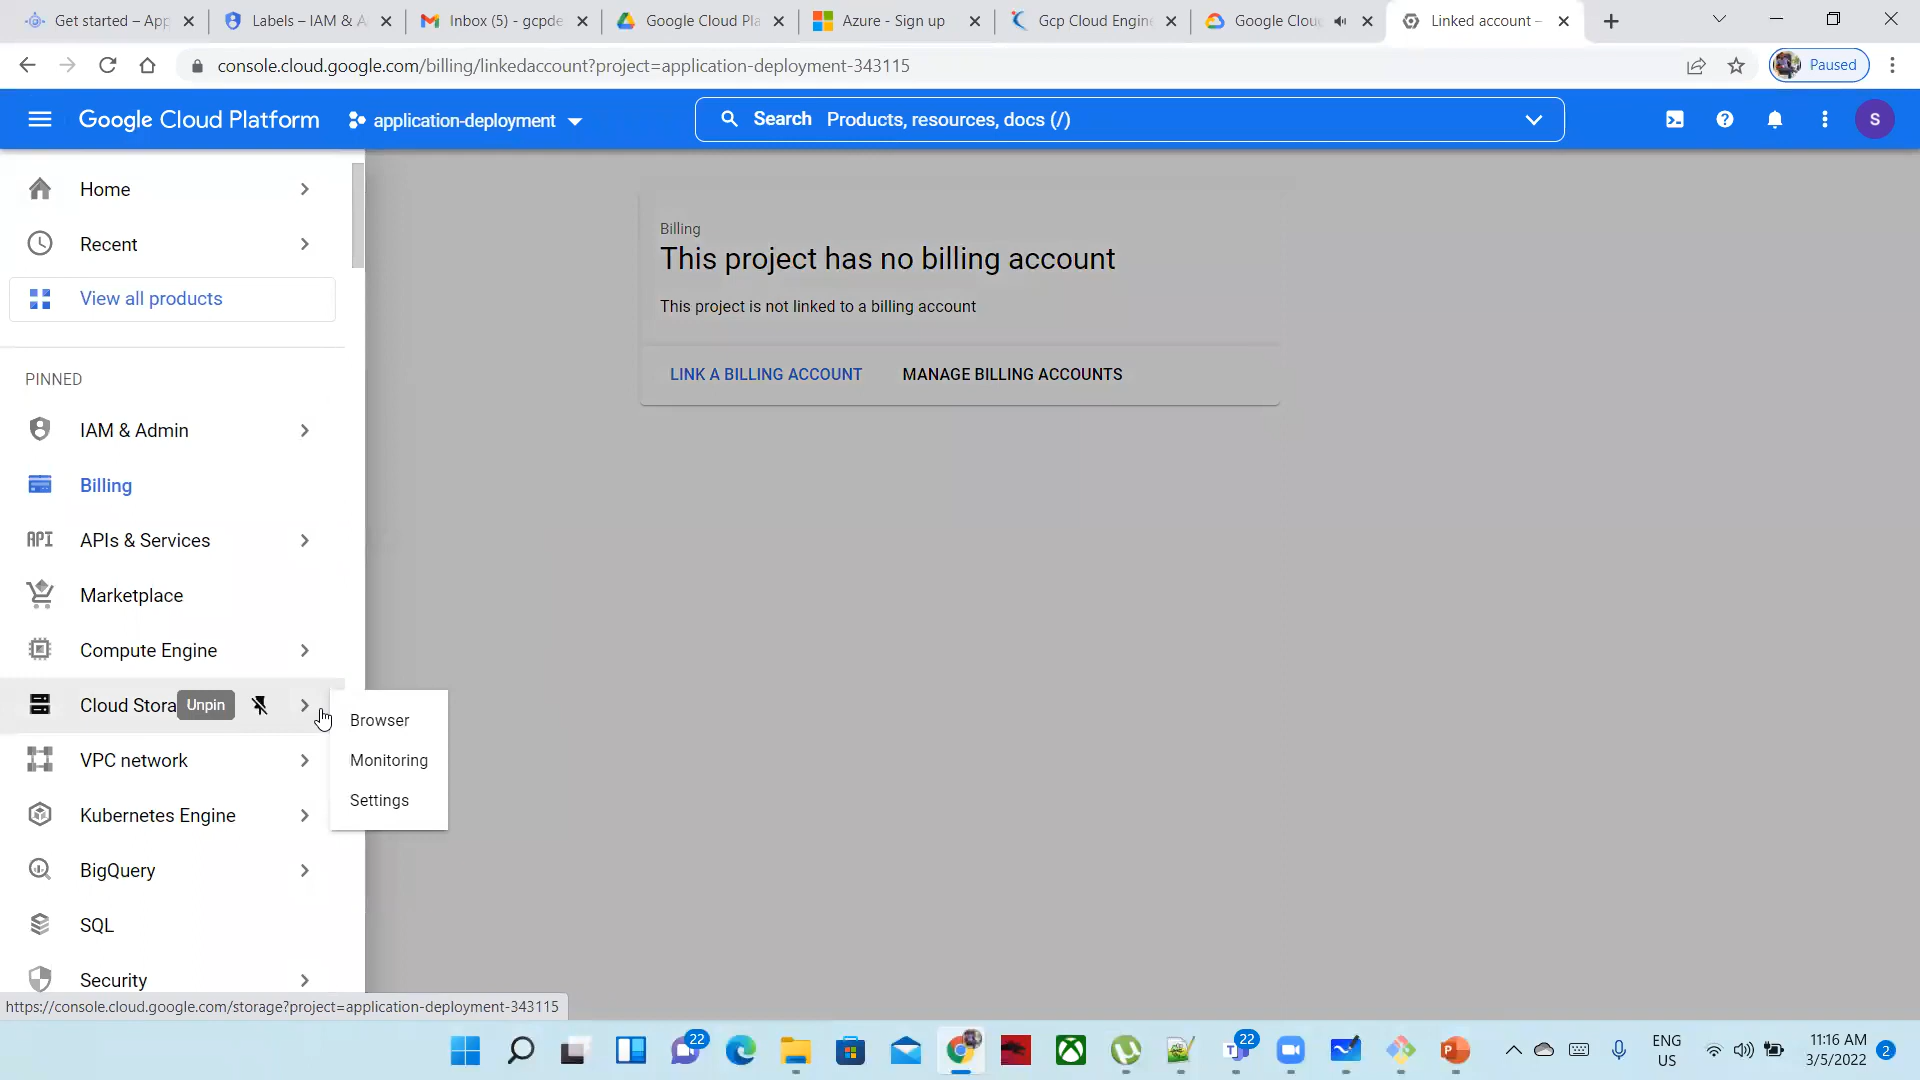 Get started – App
Labels – IAM & A
Inbox (5) - gcpde
Google Cloud Pla
Azure - Sign up
Gcp Cloud Engine
Google Clou
Linked account –
console.cloud.google.com/billing/linkedaccount?project=application-deployment-343115
Paused
Google Cloud Platform
application-deployment
Search Products, resources, docs (/)
S
Home
Recent
View all products
PINNED
IAM & Admin
Billing
API APIs & Services
Marketplace
Compute Engine
Cloud Stora
Unpin
VPC network
Kubernetes Engine
BigQuery
SQL
Security
Browser
Monitoring
Settings
Billing
This project has no billing account
This project is not linked to a billing account
LINK A BILLING ACCOUNT
MANAGE BILLING ACCOUNTS
https://console.cloud.google.com/storage?project=application-deployment-343115
22
22
ENG
US
11:16 AM
3/5/2022
2